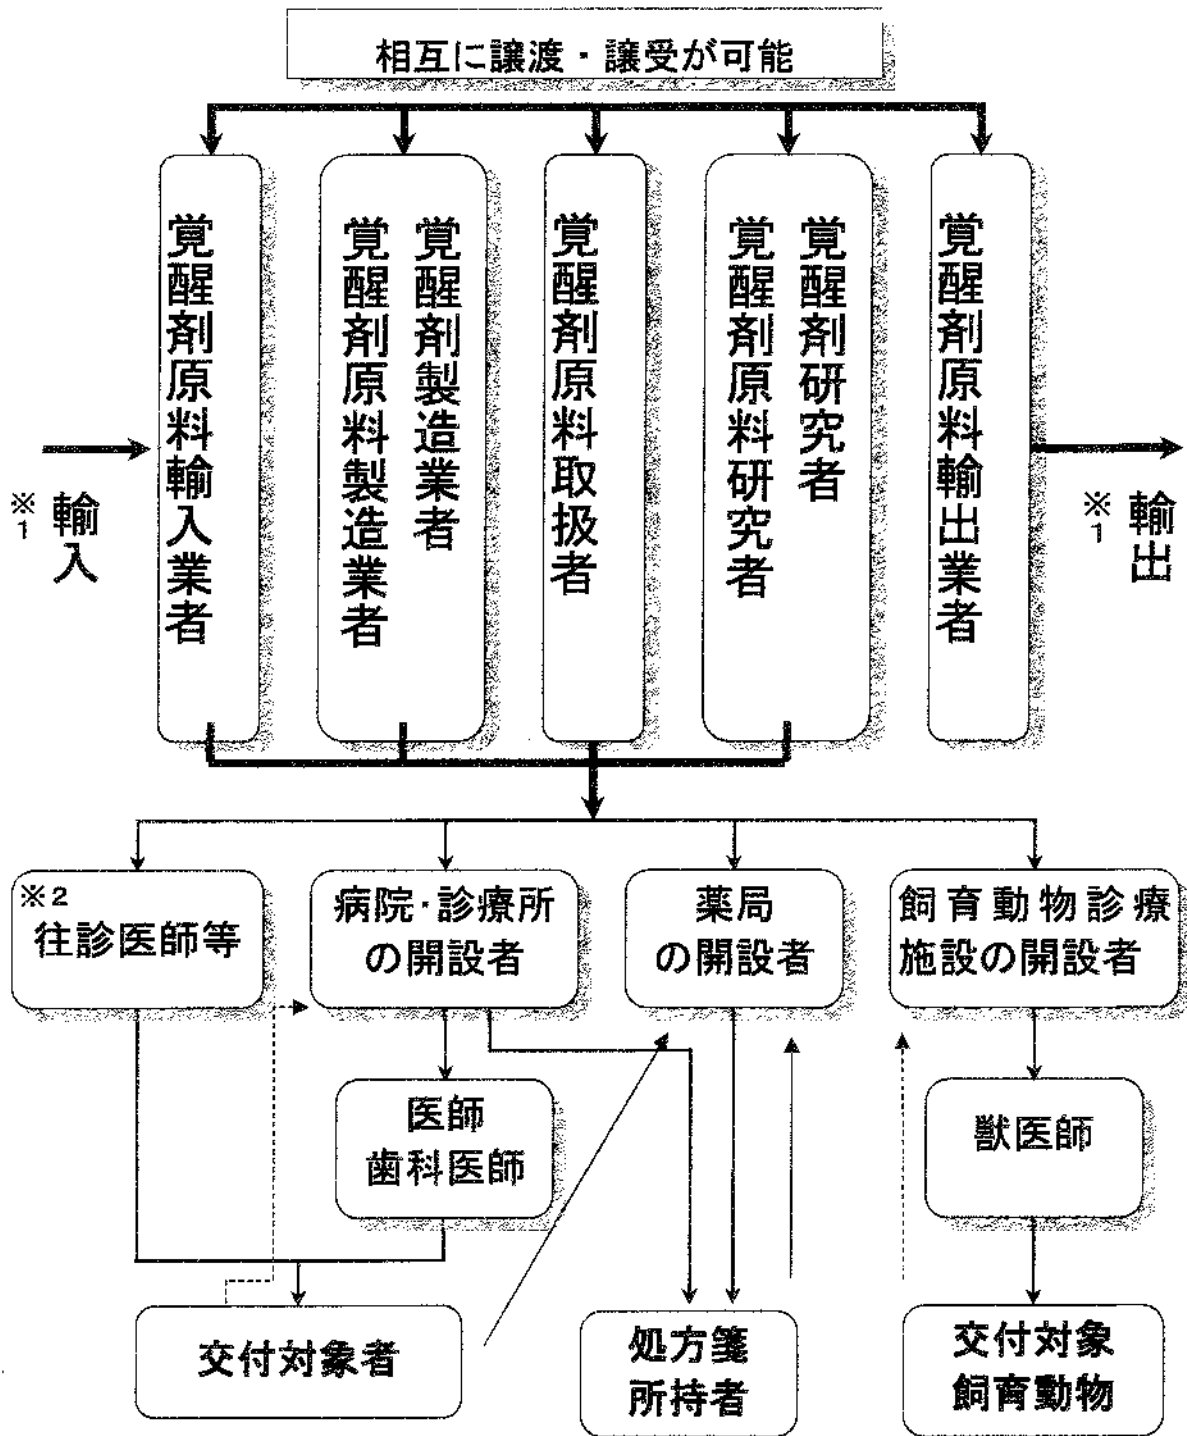 相互に譲渡・譲受が可能
覚醒剤原料輸入業者
覚醒剤製造業者
覚醒剤原料製造業者
覚醒剤原料取扱者
覚醒剤研究者
覚醒剤原料研究者
覚醒剤原料輸出業者
輸入
※1
輸出
※1
※2
往診医師等
病院・診療所
の開設者
薬局
の開設者
飼育動物診療
施設の開設者
医師
歯科医師
獣医師
交付対象者
処方箋
所持者
交付対象
飼育動物